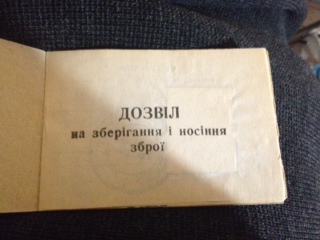 ДОЗВІЛ
на зберігання і носіння
зброї